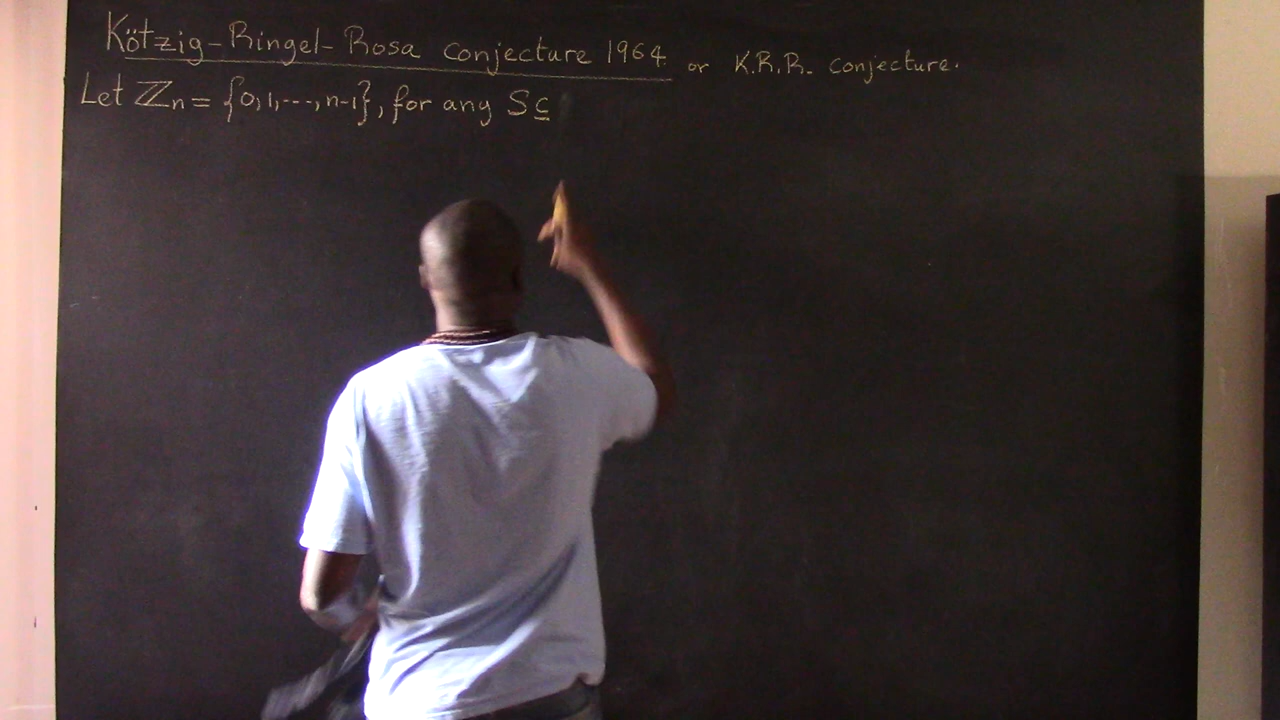 Kötzig-Ringel-Rosa conjecture 1964 or K.R.R. conjecture.
Let ℤn = {0,1,---,n-1}, for any S ⊆